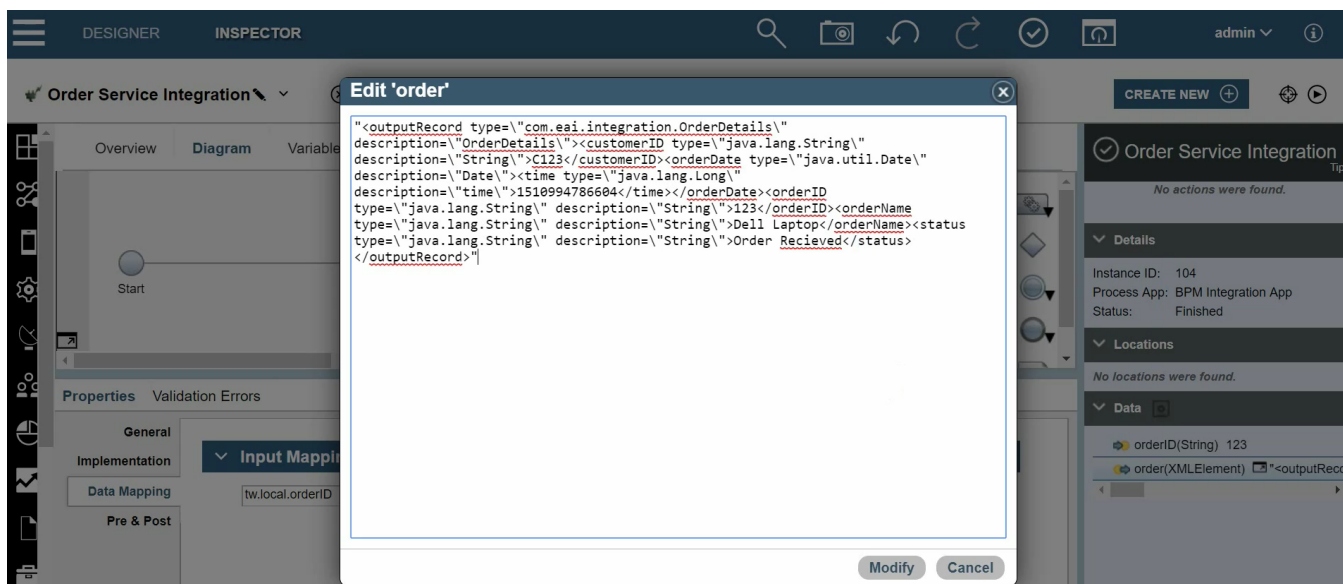 DESIGNER INSPECTOR admin
Order Service Integration
Edit 'order'
CREATE NEW
Overview Diagram Variable
"<outputRecord type=\"com.eai.integration.OrderDetails\"
description=\"OrderDetails\"><customerID type=\"java.lang.String\"
description=\"String\">C123</customerID><orderDate type=\"java.util.Date\"
description=\"Date\"><time type=\"java.lang.Long\"
description=\"time\">1510994786604</time></orderDate><orderID
type=\"java.lang.String\" description=\"String\">123</orderID><orderName
type=\"java.lang.String\" description=\"String\">Dell Laptop</orderName><status
type=\"java.lang.String\" description=\"String\">Order Recieved</status>
</outputRecord>"
Start
Properties Validation Errors
General
Implementation
Data Mapping
Pre & Post
Input Mappi
tw.local.orderID
Modify Cancel
Order Service Integration
Tip
No actions were found.
Details
Instance ID: 104
Process App: BPM Integration App
Status: Finished
Locations
No locations were found.
Data
orderID(String) 123
order(XMLElement) "<outputReco